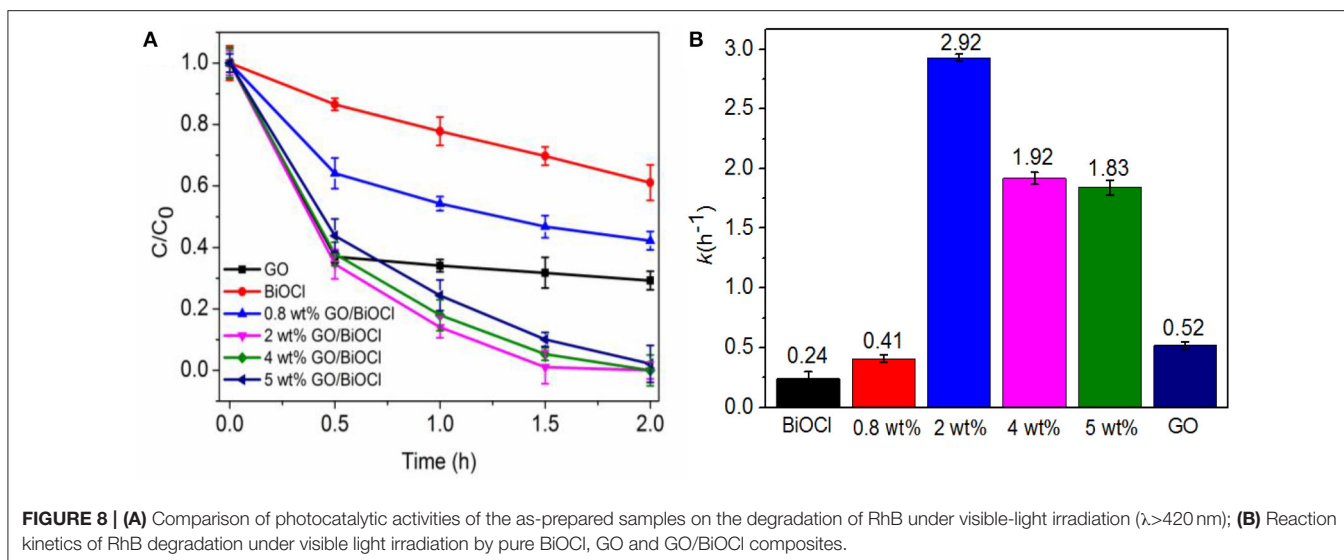 A
C/C0
1.0
0.8
0.6
0.4
0.2
0.0
GO
BiOCl
0.8 wt% GO/BiOCl
2 wt% GO/BiOCl
4 wt% GO/BiOCl
5 wt% GO/BiOCl
0.0 0.5 1.0 1.5 2.0
Time (h)
B
k(h⁻¹)
3.0
2.5
2.0
1.5
1.0
0.5
0.0
0.24
0.41
2.92
1.92
1.83
0.52
BiOCl 0.8 wt% 2 wt% 4 wt% 5 wt% GO
FIGURE 8 | (A) Comparison of photocatalytic activities of the as-prepared samples on the degradation of RhB under visible-light irradiation (λ>420 nm); (B) Reaction
kinetics of RhB degradation under visible light irradiation by pure BiOCl, GO and GO/BiOCl composites.